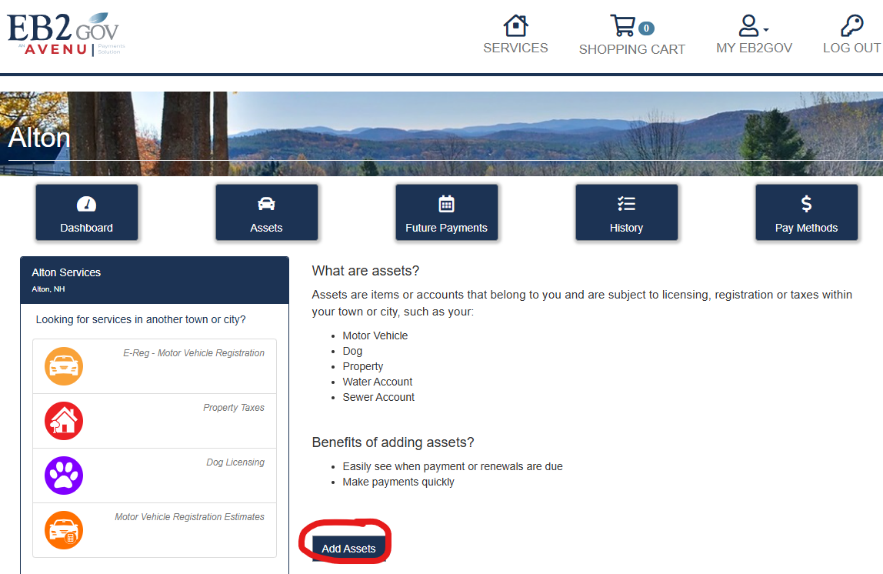 EB2GOV
AN AVENU | Payments Solution
SERVICES
0
SHOPPING CART
MY EB2GOV
LOG OUT
Alton
Dashboard
Assets
Future Payments
History
Pay Methods
Alton Services
Alton, NH
Looking for services in another town or city?
E-Reg - Motor Vehicle Registration
Property Taxes
Dog Licensing
Motor Vehicle Registration Estimates
What are assets?
Assets are items or accounts that belong to you and are subject to licensing, registration or taxes within
your town or city, such as your:
• Motor Vehicle
• Dog
• Property
• Water Account
• Sewer Account
Benefits of adding assets?
• Easily see when payment or renewals are due
• Make payments quickly
Add Assets